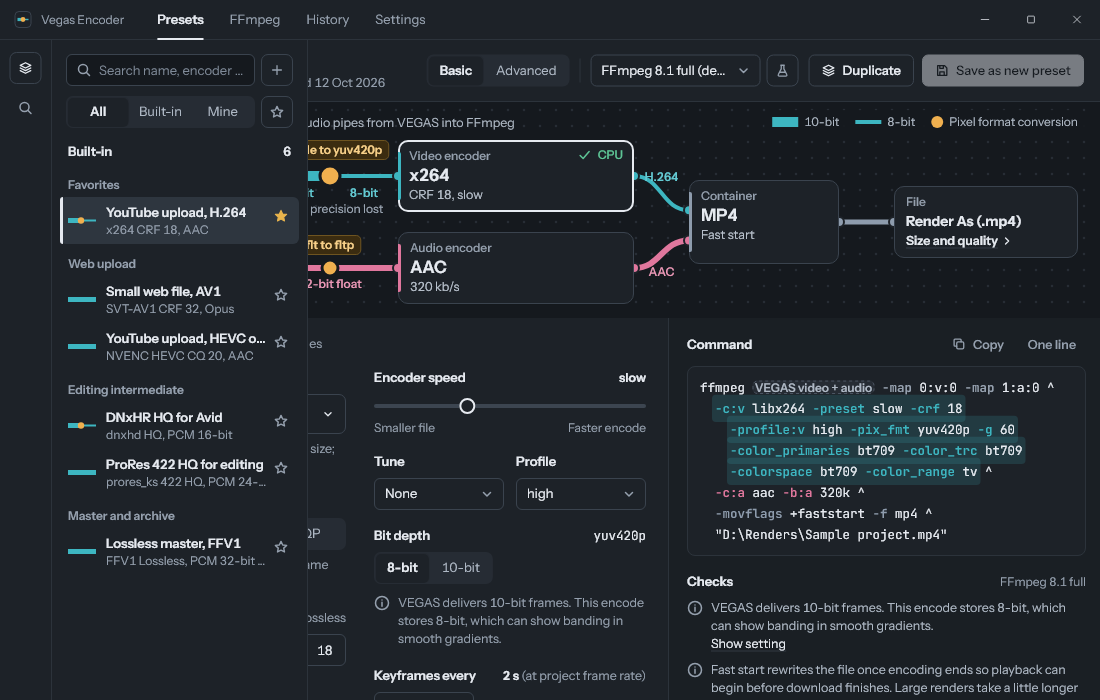 Vegas Encoder
Presets
FFmpeg
History
Settings
Search name, encoder ...
All
Built-in
Mine
Built-in 6
Favorites
YouTube upload, H.264
x264 CRF 18, AAC
Web upload
Small web file, AV1
SVT-AV1 CRF 32, Opus
YouTube upload, HEVC o...
NVENC HEVC CQ 20, AAC
Editing intermediate
DNxHR HQ for Avid
dnxhd HQ, PCM 16-bit
ProRes 422 HQ for editing
prores_ks 422 HQ, PCM 24-...
Master and archive
Lossless master, FFV1
FFV1 Lossless, PCM 32-bit ...
12 Oct 2026
Basic
Advanced
FFmpeg 8.1 full (de...
Duplicate
Save as new preset
udio pipes from VEGAS into FFmpeg
10-bit
8-bit
Pixel format conversion
le to yuv420p
8-bit
precision lost
Video encoder
CPU
x264
CRF 18, slow
H.264
flt to fltp
2-bit float
Audio encoder
AAC
320 kb/s
AAC
Container
MP4
Fast start
File
Render As (.mp4)
Size and quality
es
size;
QP
ame
ossless
18
Encoder speed slow
Smaller file Faster encode
Tune
Profile
None
high
Bit depth yuv420p
8-bit
10-bit
VEGAS delivers 10-bit frames. This encode
stores 8-bit, which can show banding in
smooth gradients.
Keyframes every 2 s (at project frame rate)
Command
Copy
One line
ffmpeg VEGAS video + audio -map 0:v:0 -map 1:a:0 ^
-c:v libx264 -preset slow -crf 18
-profile:v high -pix_fmt yuv420p -g 60
-color_primaries bt709 -color_trc bt709
-colorspace bt709 -color_range tv ^
-c:a aac -b:a 320k ^
-movflags +faststart -f mp4 ^
"D:\Renders\Sample project.mp4"
Checks FFmpeg 8.1 full
VEGAS delivers 10-bit frames. This encode stores 8-bit, which
can show banding in smooth gradients.
Show setting
Fast start rewrites the file once encoding ends so playback can
begin before download finishes. Large renders take a little longer